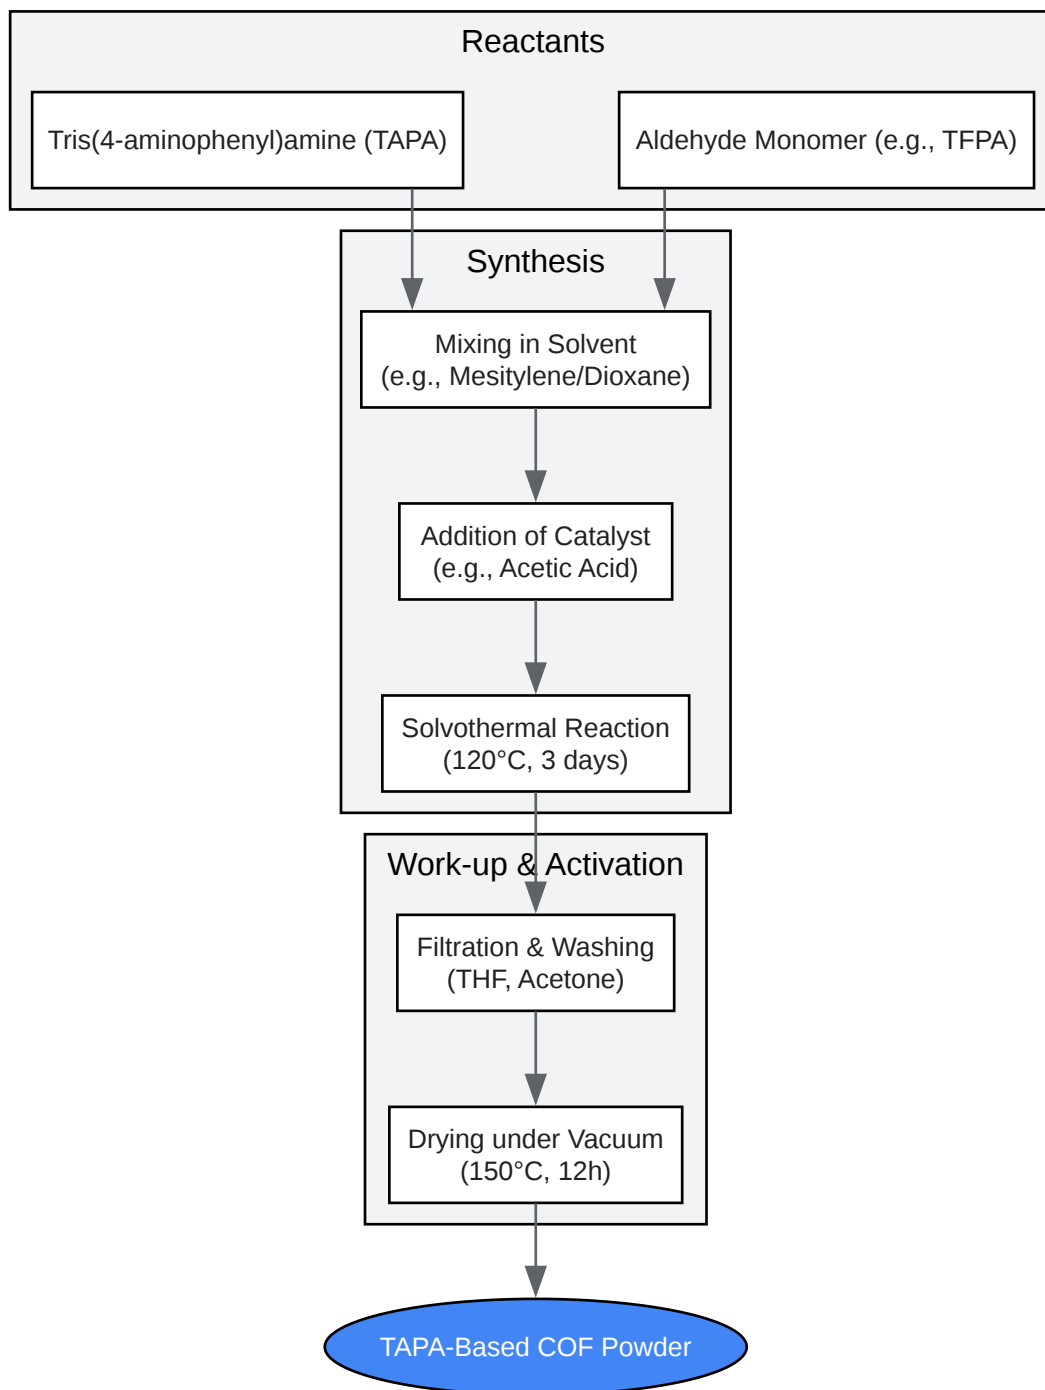 Reactants
Tris(4-aminophenyl)amine (TAPA)
Aldehyde Monomer (e.g., TFPA)
Synthesis
Mixing in Solvent
(e.g., Mesitylene/Dioxane)
Addition of Catalyst
(e.g., Acetic Acid)
Solvothermal Reaction
(120°C, 3 days)
Work-up & Activation
Filtration & Washing
(THF, Acetone)
Drying under Vacuum
(150°C, 12h)
TAPA-Based COF Powder